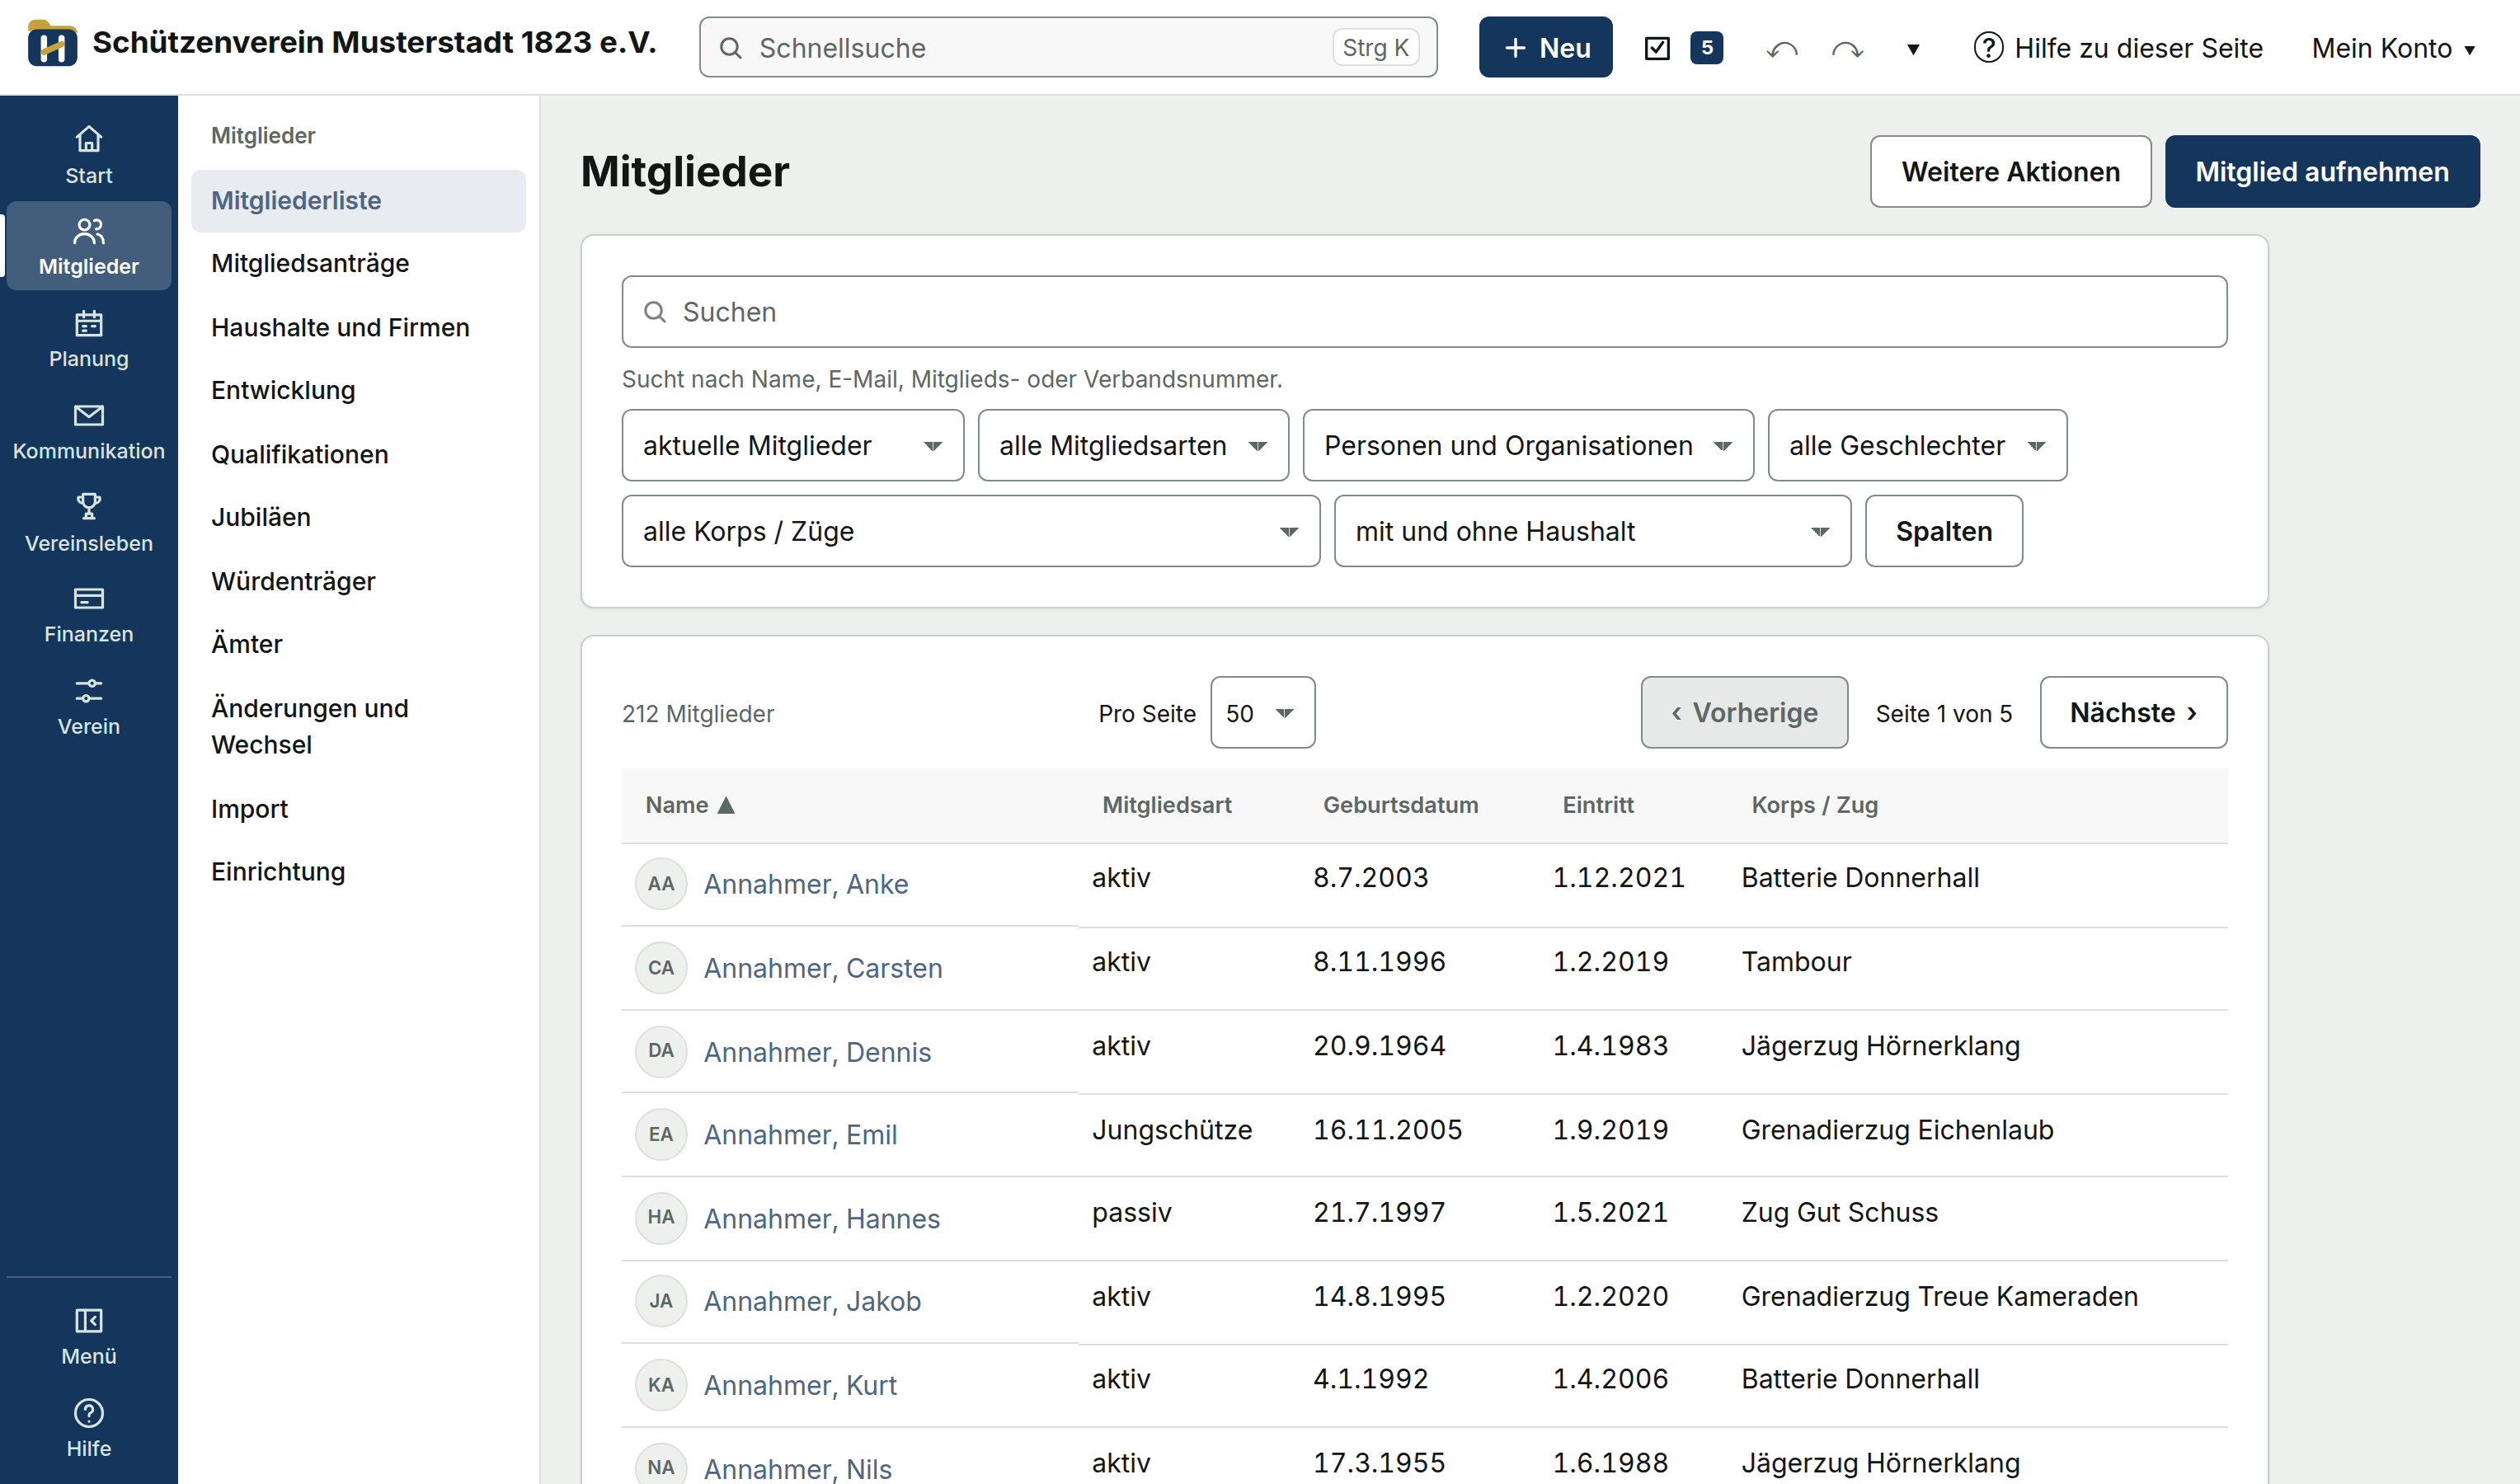 Schützenverein Musterstadt 1823 e.V.
Schnellsuche
Strg K
Neu
5
Hilfe zu dieser Seite
Mein Konto
Start
Mitglieder
Planung
Kommunikation
Vereinsleben
Finanzen
Verein
Menü
Hilfe
Mitglieder
Mitgliederliste
Mitgliedsanträge
Haushalte und Firmen
Entwicklung
Qualifikationen
Jubiläen
Würdenträger
Ämter
Änderungen und
Wechsel
Import
Einrichtung
Mitglieder
Weitere Aktionen
Mitglied aufnehmen
Suchen
Sucht nach Name, E-Mail, Mitglieds- oder Verbandsnummer.
aktuelle Mitglieder alle Mitgliedsarten Personen und Organisationen alle Geschlechter
alle Korps / Züge mit und ohne Haushalt Spalten
212 Mitglieder Pro Seite 50 ‹ Vorherige Seite 1 von 5 Nächste ›
Name ▲ Mitgliedsart Geburtsdatum Eintritt Korps / Zug
AA Annahmer, Anke aktiv 8.7.2003 1.12.2021 Batterie Donnerhall
CA Annahmer, Carsten aktiv 8.11.1996 1.2.2019 Tambour
DA Annahmer, Dennis aktiv 20.9.1964 1.4.1983 Jägerzug Hörnerklang
EA Annahmer, Emil Jungschütze 16.11.2005 1.9.2019 Grenadierzug Eichenlaub
HA Annahmer, Hannes passiv 21.7.1997 1.5.2021 Zug Gut Schuss
JA Annahmer, Jakob aktiv 14.8.1995 1.2.2020 Grenadierzug Treue Kameraden
KA Annahmer, Kurt aktiv 4.1.1992 1.4.2006 Batterie Donnerhall
NA Annahmer, Nils aktiv 17.3.1955 1.6.1988 Jägerzug Hörnerklang